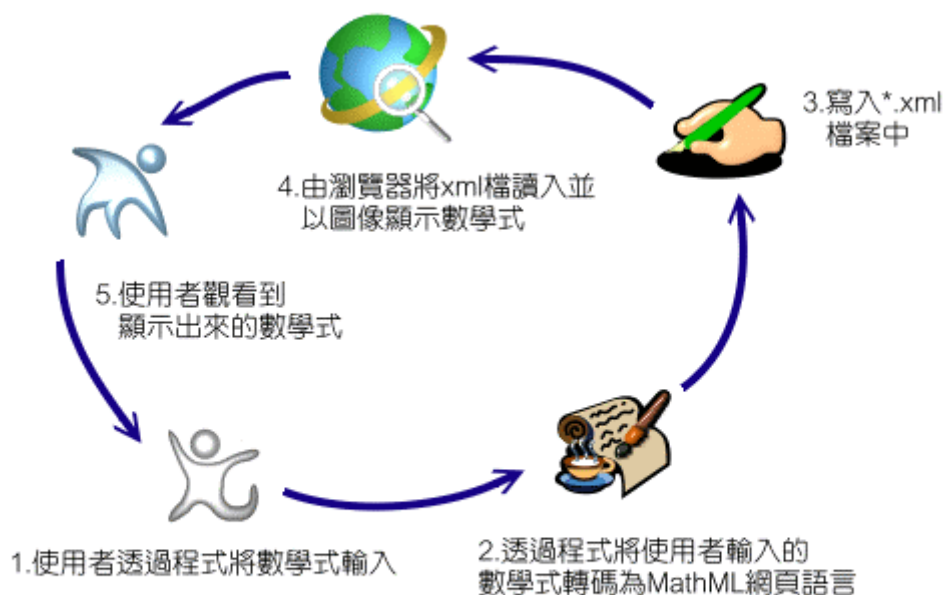 1.使用者透過程式將數學式輸入
2.透過程式將使用者輸入的
數學式轉碼為MathML網頁語言
3.寫入*.xml
檔案中
4.由瀏覽器將xml檔讀入並
以圖像顯示數學式
5.使用者觀看到
顯示出來的數學式